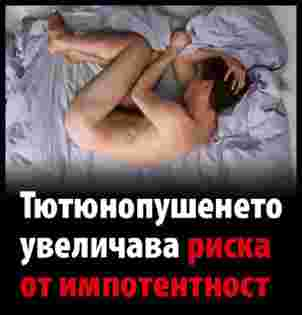 Тютюнопушенето
увеличава риска
от импотентност